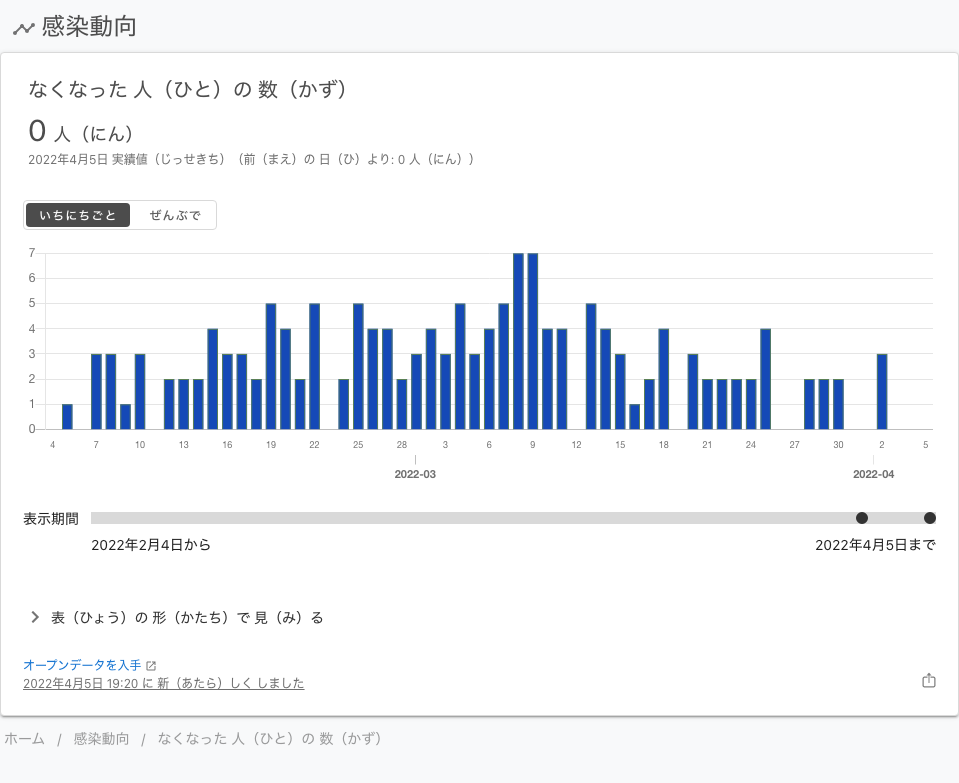 感染動向
なくなった 人（ひと）の 数（かず）
0 人（にん）
2022年4月5日 実績値（じっせきち）（前（まえ）の 日（ひ）より: 0 人（にん））
いちにちごと ぜんぶで
7
6
5
4
3
2
1
0
4 7 10 13 16 19 22 25 28 3 6 9 12 15 18 21 24 27 30 2 5
2022-03 2022-04
表示期間
2022年2月4日から 2022年4月5日まで
表（ひょう）の 形（かたち）で 見（み）る
オープンデータを入手
2022年4月5日 19:20 に 新（あたら）しく しました
ホーム / 感染動向 / なくなった 人（ひと）の 数（かず）